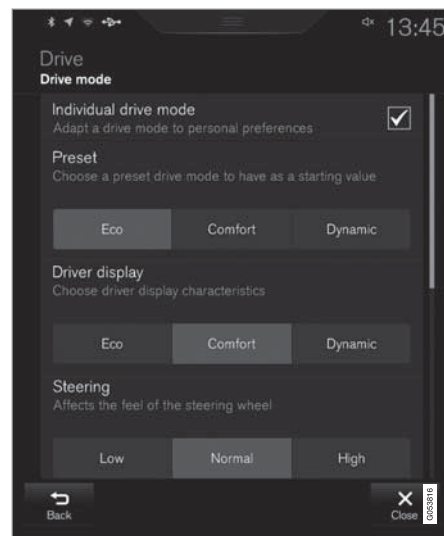 13:45
Drive
Drive mode
Individual drive mode
Adapt a drive mode to personal preferences
Preset
Choose a preset drive mode to have as a starting value
Eco Comfort Dynamic
Driver display
Choose driver display characteristics
Eco Comfort Dynamic
Steering
Affects the feel of the steering wheel
Low Normal High
Back Close
G053816